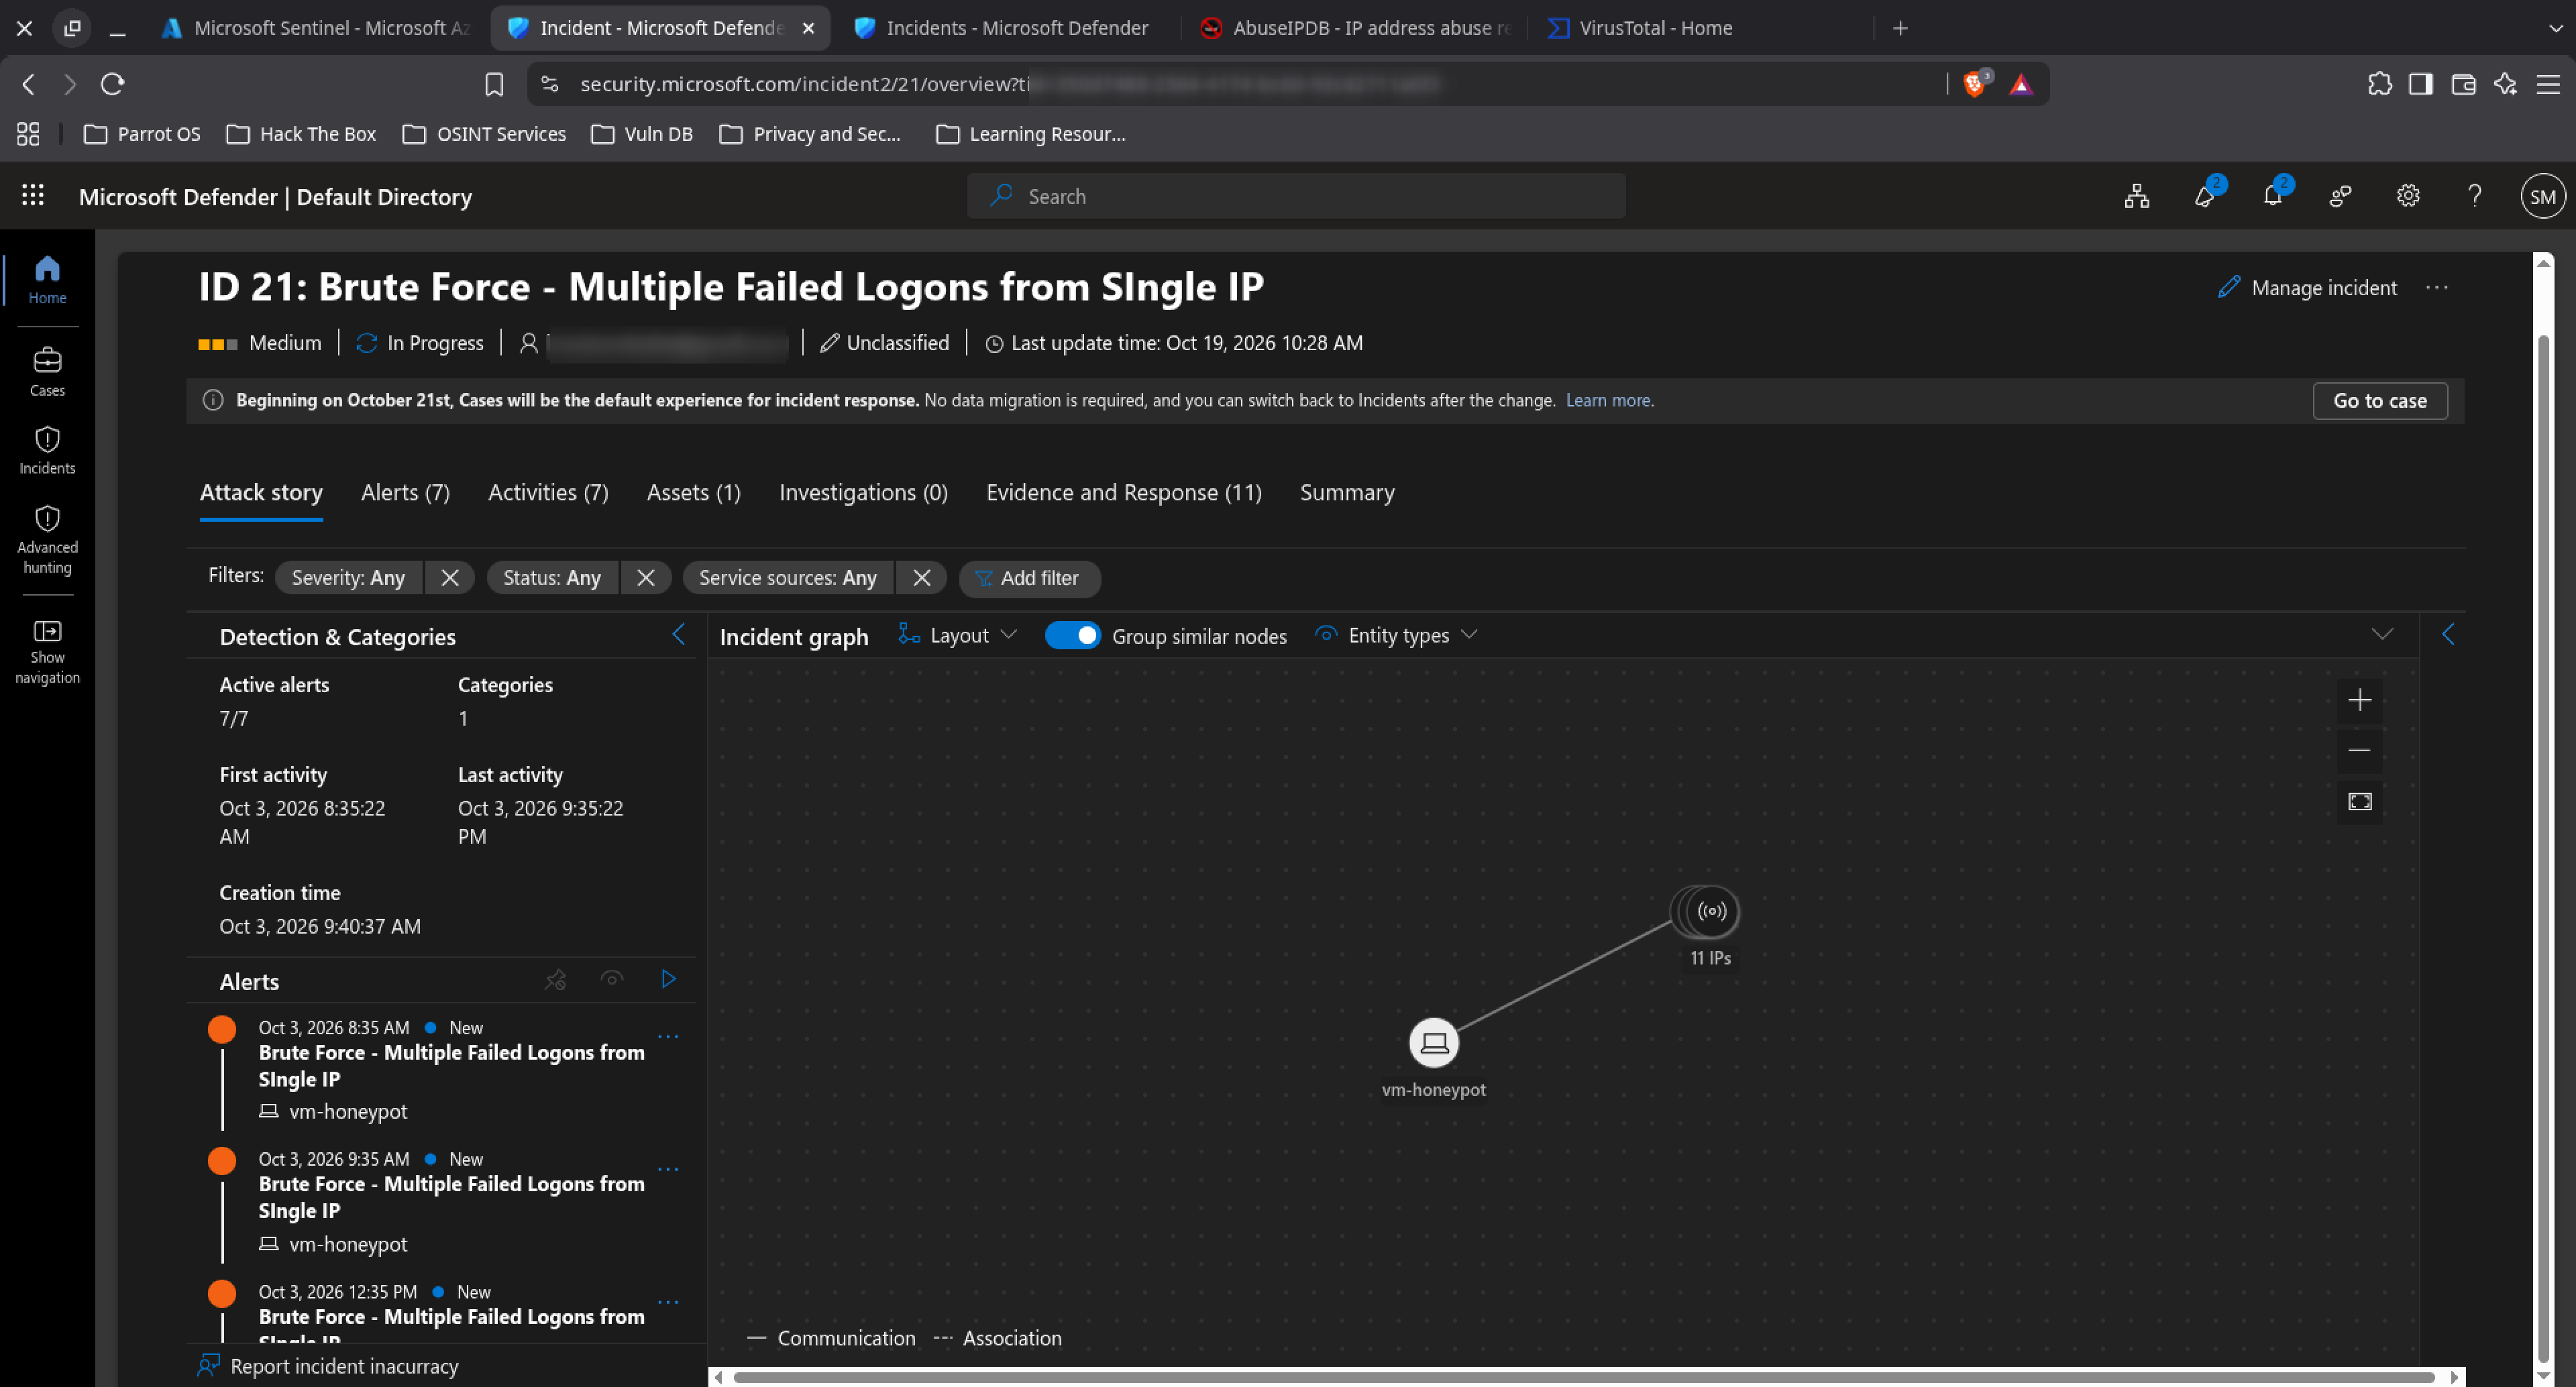 Microsoft Sentinel - Microsoft Az
Incident - Microsoft Defende
Incidents - Microsoft Defender
AbuseIPDB - IP address abuse re
VirusTotal - Home
security.microsoft.com/incident2/21/overview?ti
3
Parrot OS
Hack The Box
OSINT Services
Vuln DB
Privacy and Sec...
Learning Resour...
Microsoft Defender | Default Directory
Search
2
2
SM
Home
Cases
Incidents
Advanced
hunting
Show
navigation
ID 21: Brute Force - Multiple Failed Logons from SIngle IP
Manage incident
Medium
In Progress
Unclassified
Last update time: Oct 19, 2026 10:28 AM
Beginning on October 21st, Cases will be the default experience for incident response. No data migration is required, and you can switch back to Incidents after the change. Learn more.
Go to case
Attack story
Alerts (7)
Activities (7)
Assets (1)
Investigations (0)
Evidence and Response (11)
Summary
Filters:
Severity: Any
Status: Any
Service sources: Any
Add filter
Detection & Categories
Active alerts
7/7
Categories
1
First activity
Oct 3, 2026 8:35:22
AM
Last activity
Oct 3, 2026 9:35:22
PM
Creation time
Oct 3, 2026 9:40:37 AM
Alerts
Oct 3, 2026 8:35 AM New
Brute Force - Multiple Failed Logons from
SIngle IP
vm-honeypot
Oct 3, 2026 9:35 AM New
Brute Force - Multiple Failed Logons from
SIngle IP
vm-honeypot
Oct 3, 2026 12:35 PM New
Brute Force - Multiple Failed Logons from
SIngle IP
Report incident inacurracy
Incident graph
Layout
Group similar nodes
Entity types
11 IPs
vm-honeypot
Communication
Association